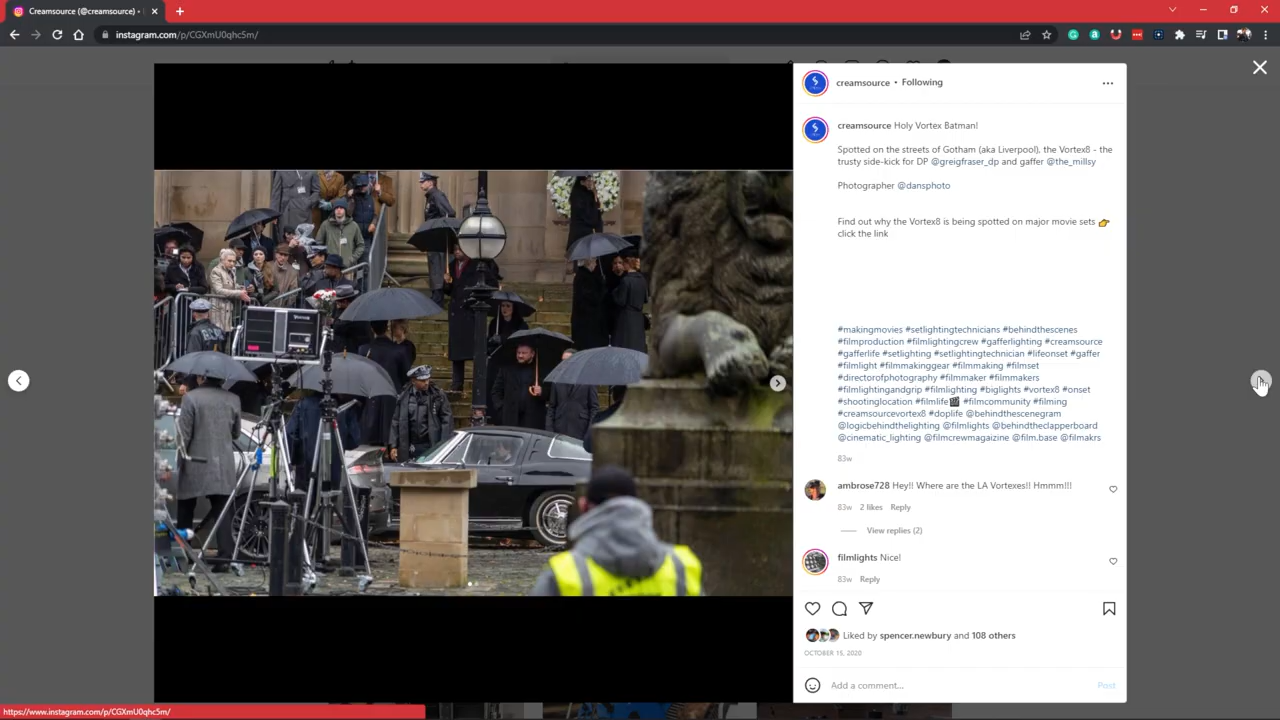 Creamsource (@creamsource) •
instagram.com/p/CGXmU0qhc5m/
creamsource • Following
creamsource Holy Vortex Batman!
Spotted on the streets of Gotham (aka Liverpool), the Vortex8 - the
trusty side-kick for DP @greigfraser_dp and gaffer @the_millsy
Photographer @dansphoto
Find out why the Vortex8 is being spotted on major movie sets 👉
click the link
#makingmovies #setlightingtechnicians #behindthescenes
#filmproduction #filmlightingcrew #gafferlighting #creamsource
#gafferlife #setlighting #setlightingtechnician #lifeonset #gaffer
#filmlight #filmmakinggear #filmmaking #filmset
#directorofphotography #filmmaker #filmmakers
#filmlightingandgrip #filmlighting #biglights #vortex8 #onset
#shootinglocation #filmlife🎬 #filmcommunity #filming
#creamsourcevortex8 #doplife @behindthescenegram
@logicbehindthelighting @filmlights @behindtheclapperboard
@cinematic_lighting @filmcrewmagaizine @film.base @filmakrs
83w
ambrose728 Hey!! Where are the LA Vortexes!! Hmmm!!!
83w 2 likes Reply
View replies (2)
filmlights Nice!
83w Reply
Liked by spencer.newbury and 108 others
OCTOBER 15, 2020
Add a comment...
Post
https://www.instagram.com/p/CGXmU0qhc5m/